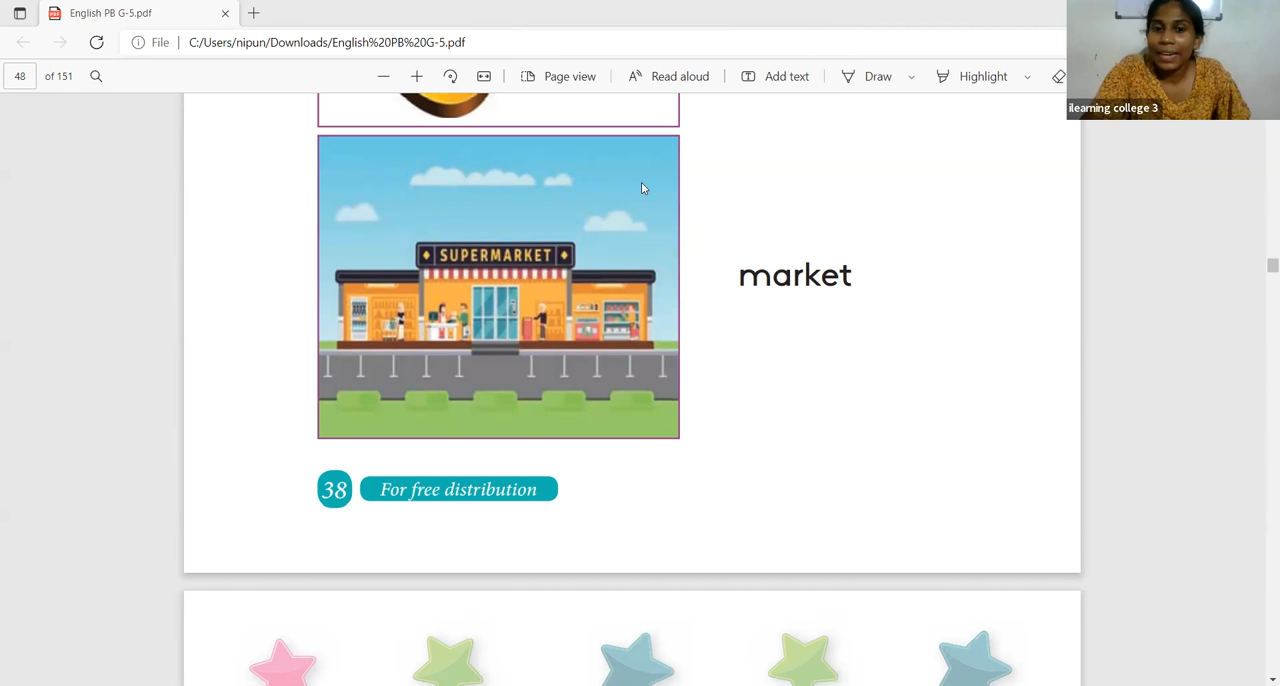 English PB G-5.pdf
File | C:/Users/nipun/Downloads/English%20PB%20G-5.pdf
48 of 151
Page view
Read aloud
Add text
Draw
Highlight
ilearning college 3
SUPERMARKET
market
38 For free distribution